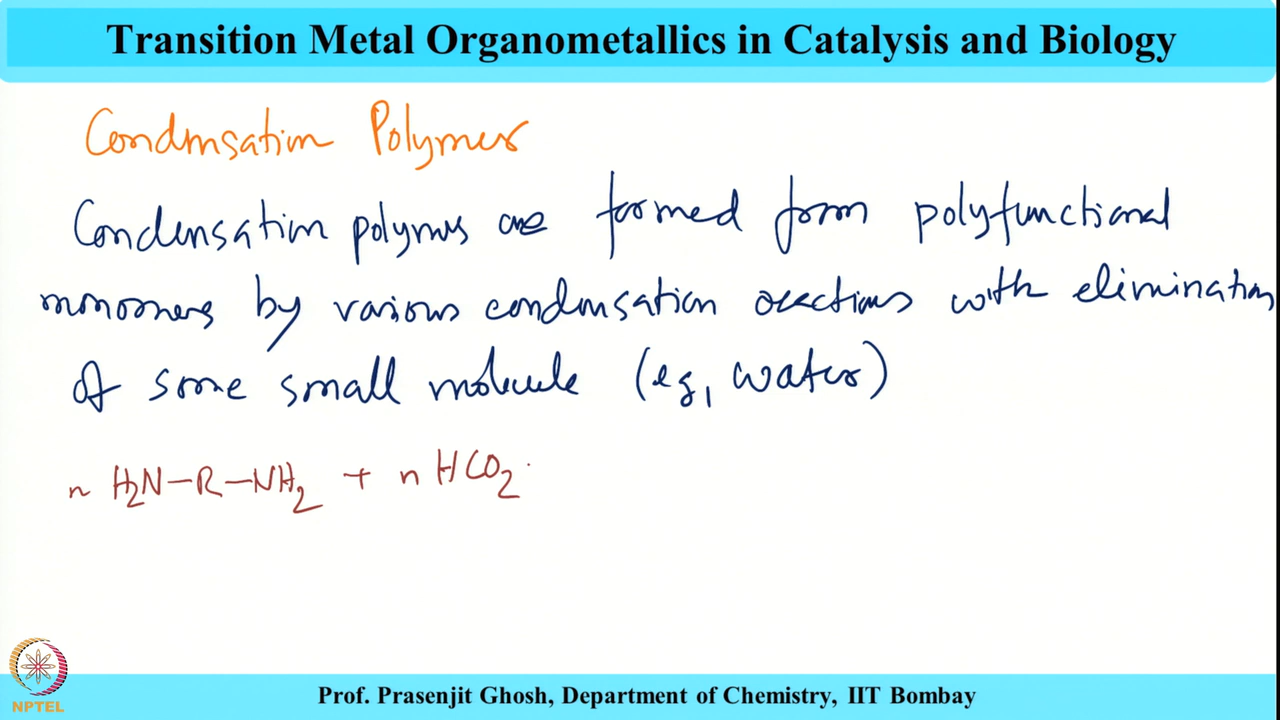 Transition Metal Organometallics in Catalysis and Biology
Condensation Polymers
Condensation polymers are formed form polyfunctional
monomers by various condensation reactions with elimination
of some small molecule (eg, water)
n H₂N-R-NH₂ + n HCO₂
NPTEL
Prof. Prasenjit Ghosh, Department of Chemistry, IIT Bombay